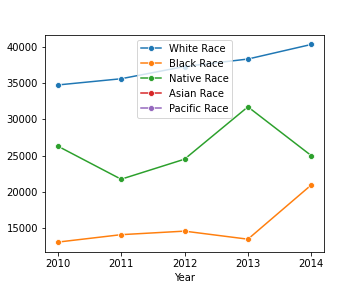 40000
35000
30000
25000
20000
15000
White Race
Black Race
Native Race
Asian Race
Pacific Race
2010 2011 2012 2013 2014
Year